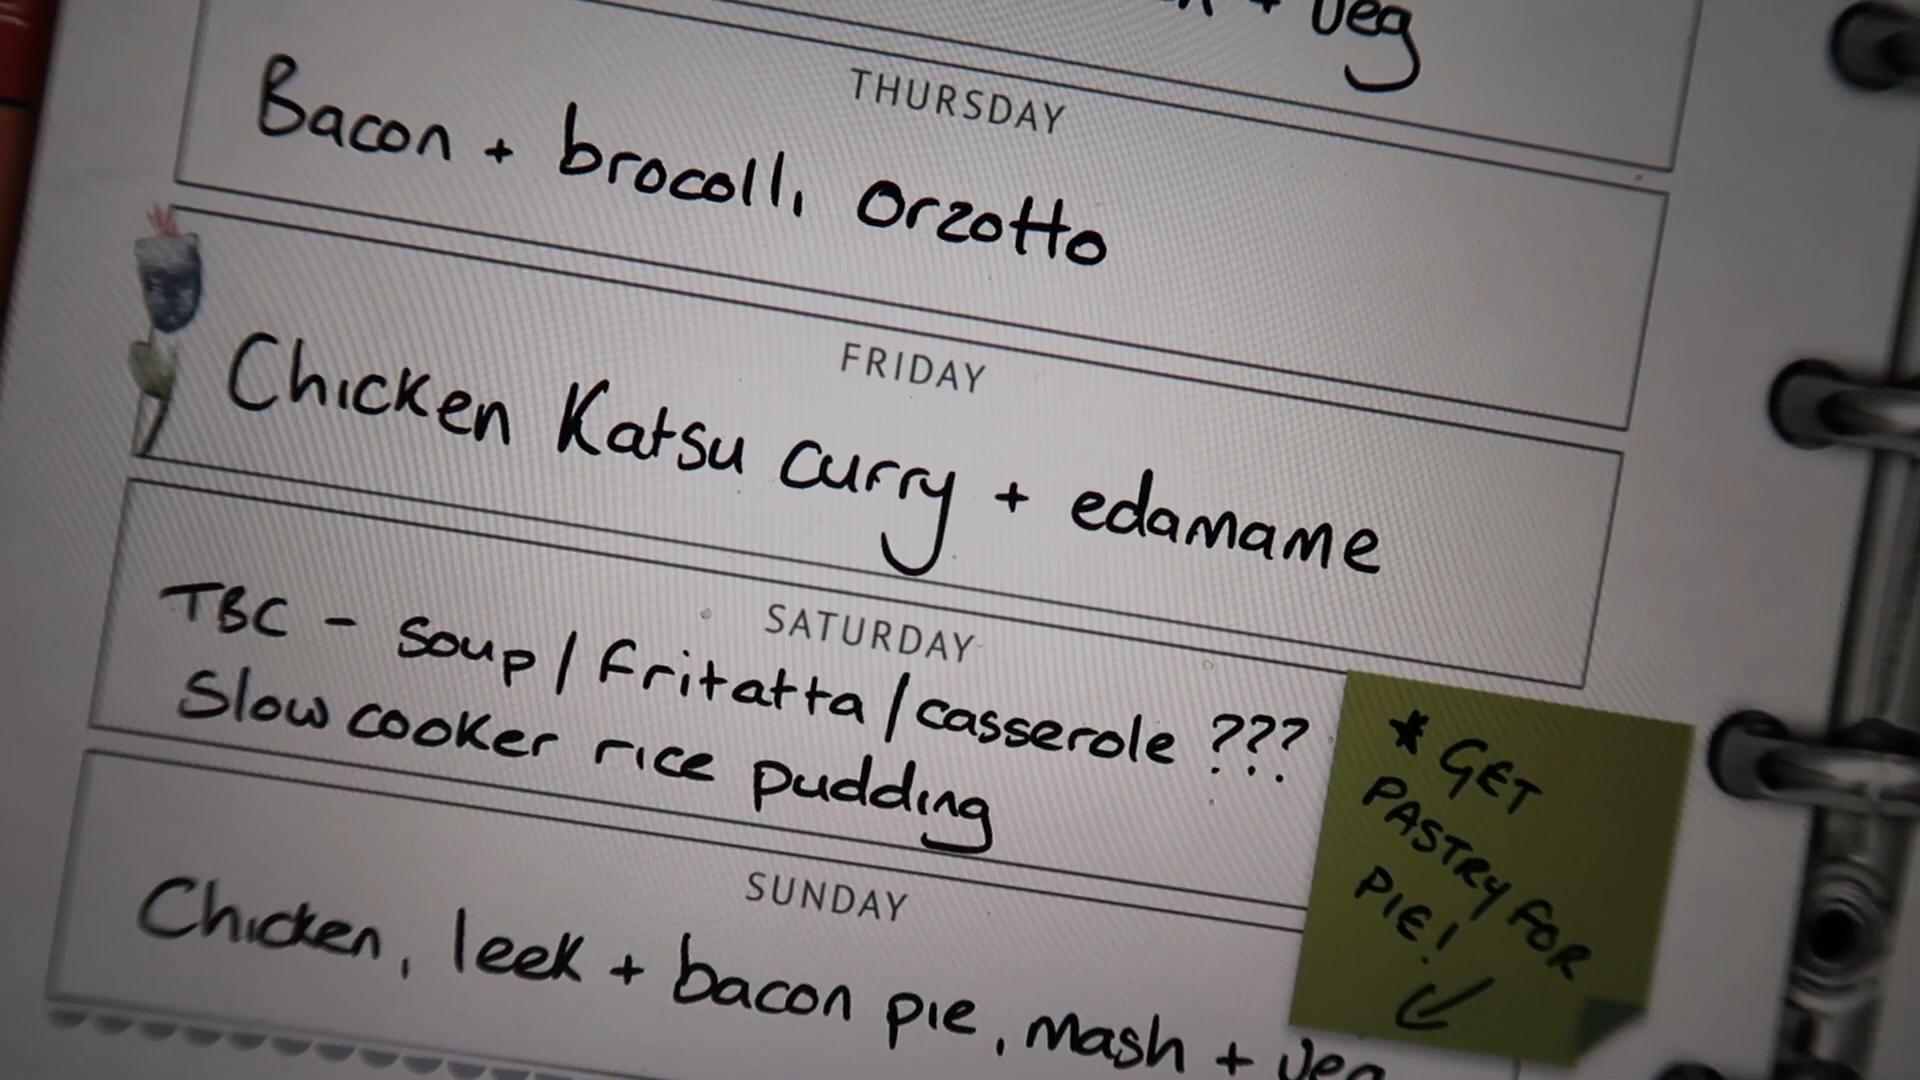 + veg
THURSDAY
Bacon + brocolli Orzotto
FRIDAY
Chicken Katsu curry + edamame
SATURDAY
TBC - Soup / fritatta / casserole ???
Slow cooker rice pudding
SUNDAY
Chicken, leek + bacon pie, mash + veg
* GET
PASTRY FOR
PIE!